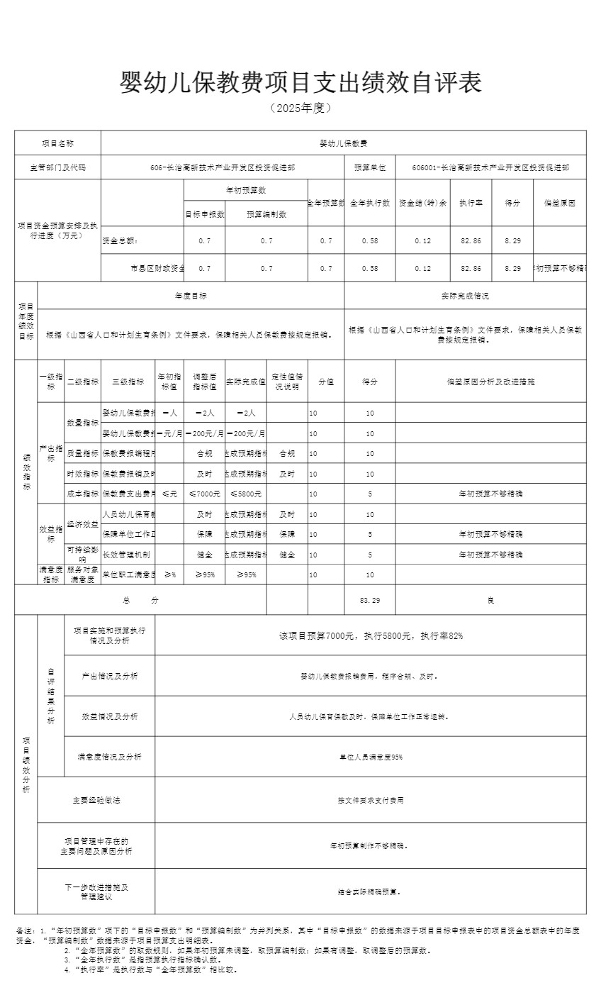 婴幼儿保教费项目支出绩效自评表
（2025年度）
项目名称 婴幼儿保教费
主管部门及代码 606-长治高新技术产业开发区投资促进部 预算单位 606001-长治高新技术产业开发区投资促进部
项目资金预算安排及执
行进度（万元）
年初预算数
目标申报数 预算编制数
全年预算数 全年执行数 资金结(转)余 执行率 得分 偏差原因
资金总额: 0.7 0.7 0.7 0.58 0.12 82.86 8.29
市县区财政资金 0.7 0.7 0.7 0.58 0.12 82.86 8.29 年初预算不够精确
项目
年度
绩效
目标
年度目标 实际完成情况
根据《山西省人口和计划生育条例》文件要求，保障相关人员保教费按规定报销。
根据《山西省人口和计划生育条例》文件要求，保障相关人员保教
费按规定报销。
绩
效
指
标
一级指
标
二级指标 三级指标
年初指
标值
调整后
指标值
实际完成值
定性值情
况说明
分值 得分 偏差原因分析及改进措施
产出指
标
数量指标
婴幼儿保教费报 ＝人 ＝2人 ＝2人 10 10
婴幼儿保教费报 ＝元/月 ＝200元/月 ＝200元/月 10 10
质量指标 保教费报销程序 合规 达成预期指标 合规 10 10
时效指标 保教费报销及时 及时 达成预期指标 及时 10 10
成本指标 保教费支出费用 ≤元 ≤7000元 ≤5800元 10 5 年初预算不够精确
效益指
标
经济效益
人员幼儿保育教 及时 达成预期指标 及时 10 10
保障单位工作正 保障 达成预期指标 保障 10 5 年初预算不够精确
可持续影
响
长效管理机制 健全 达成预期指标 健全 10 5 年初预算不够精确
满意度
指标
服务对象
满意度
单位职工满意度 ≥% ≥95% ≥95% 10 10
总 分 83.29 良
项
目
绩
效
分
析
自
评
结
果
分
析
项目实施和预算执行
情况及分析
该项目预算7000元，执行5800元，执行率82%
产出情况及分析 婴幼儿保教费报销费用，程序合规、及时。
效益情况及分析 人员幼儿保育保教及时，保障单位工作正常运转。
满意度情况及分析 单位人员满意度95%
主要经验做法 按文件要求支付费用
项目管理中存在的
主要问题及原因分析
年初预算制作不够精确。
下一步改进措施及
管理建议
结合实际精确预算。
备注：1.“年初预算数”项下的“目标申报数”和“预算编制数”为并列关系，其中“目标申报数”的数据来源于项目目标申报表中的项目资金总额表中的年度
资金，“预算编制数”数据来源于项目预算支出明细表。
2.“全年预算数”的取数规则，如果年初预算未调整，取预算编制数；如果有调整，取调整后的预算数。
3.“全年执行数”是指预算执行指标确认数。
4.“执行率”是执行数与“全年预算数”相比较。